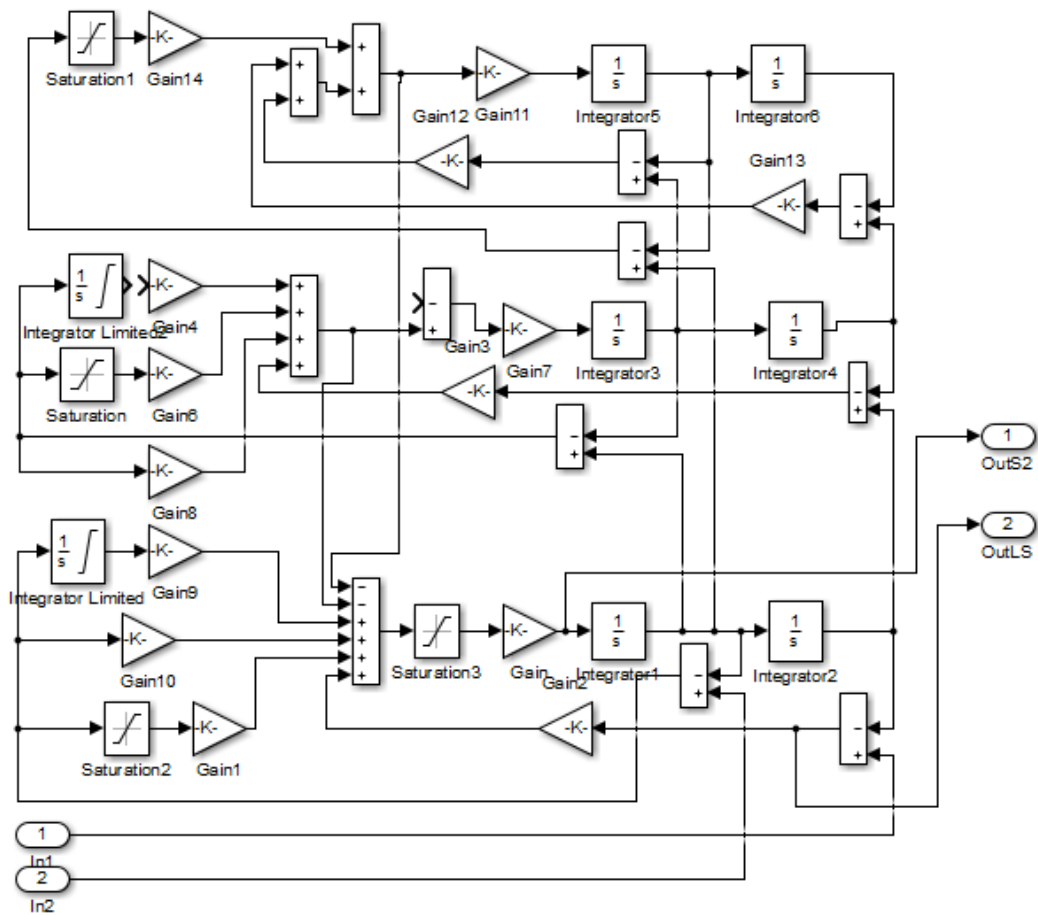 -K-
Saturation1
Gain14
+
+
+
+
-K-
Gain12
Gain11
1
s
Integrator5
1
s
Integrator6
-K-
−
+
Gain13
-K-
−
+
−
+
1
s
Integrator Limited2
-K-
Gain4
+
+
+
+
−
+
Gain3
-K-
Gain7
1
s
Integrator3
1
s
Integrator4
Saturation
-K-
Gain6
-K-
−
+
−
+
-K-
Gain8
1
OutS2
2
OutLS
1
s
Integrator Limited
-K-
Gain9
−
−
+
+
+
+
-K-
Gain10
Saturation3
-K-
Gain
Gain2
1
s
Integrator1
1
s
Integrator2
−
+
Saturation2
-K-
Gain1
-K-
−
+
1
In1
2
In2